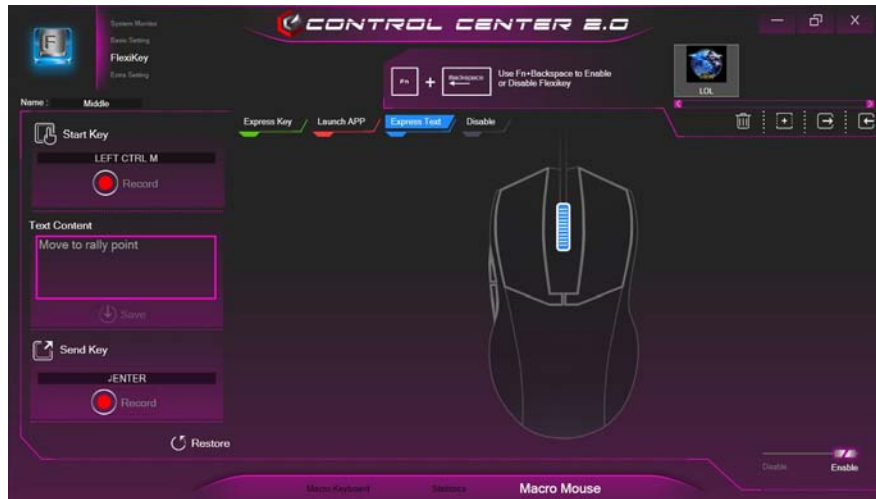 CONTROL CENTER 2.0
System Monitor
Basic Setting
FlexiKey
Extra Setting
Fn + Backspace
Use Fn+Backspace to Enable
or Disable Flexikey
LOL
Name : Middle
Express Key / Launch APP / Express Text / Disable
Start Key
LEFT CTRL M
Record
Text Content
Move to rally point
Save
Send Key
ENTER
Record
Restore
Disable Enable
Macro Keyboard Statistics Macro Mouse